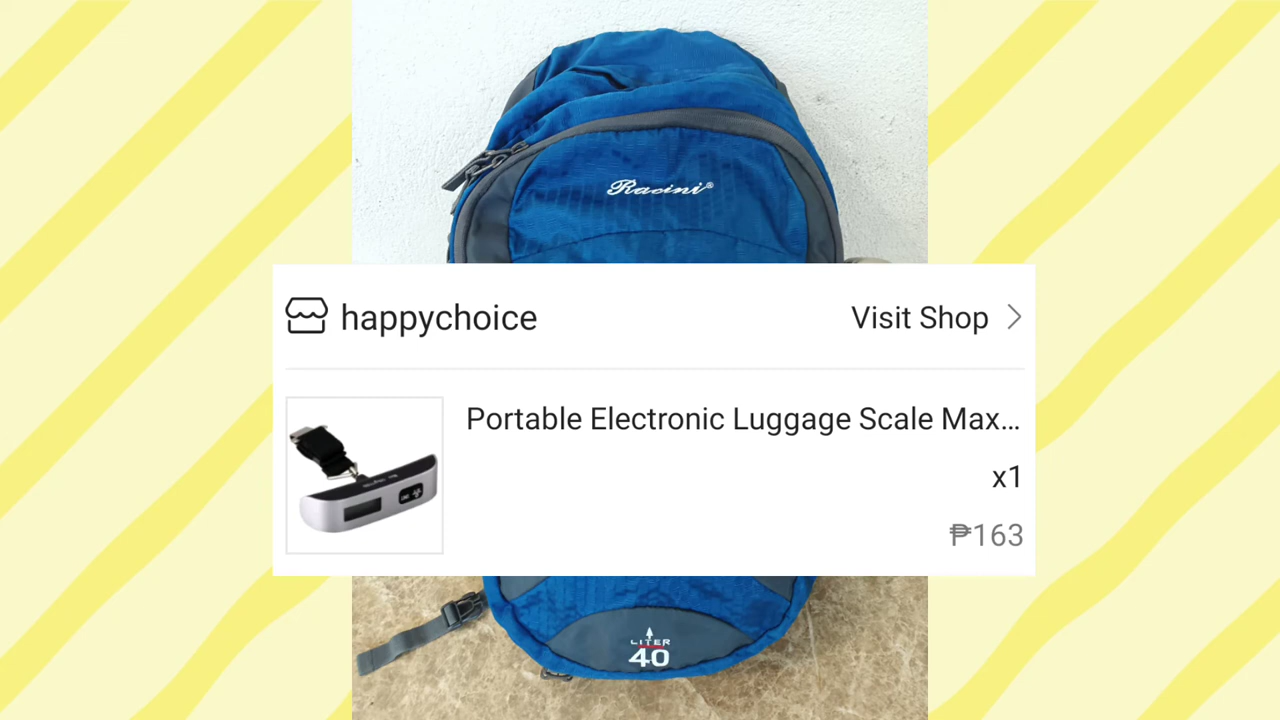 Racini®
happychoice
Visit Shop
Portable Electronic Luggage Scale Max...
x1
₱163
LITER
40